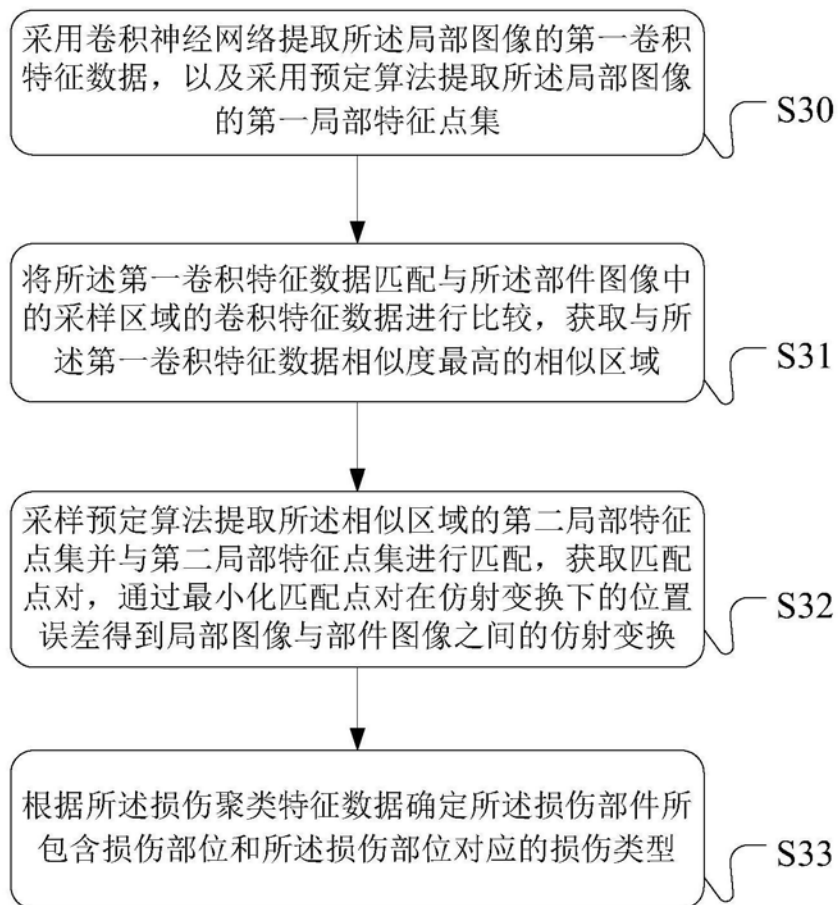 采用卷积神经网络提取所述局部图像的第一卷积
特征数据，以及采用预定算法提取所述局部图像
的第一局部特征点集
S30
将所述第一卷积特征数据匹配与所述部件图像中
的采样区域的卷积特征数据进行比较，获取与所
述第一卷积特征数据相似度最高的相似区域
S31
采样预定算法提取所述相似区域的第二局部特征
点集并与第二局部特征点集进行匹配，获取匹配
点对，通过最小化匹配点对在仿射变换下的位置
误差得到局部图像与部件图像之间的仿射变换
S32
根据所述损伤聚类特征数据确定所述损伤部件所
包含损伤部位和所述损伤部位对应的损伤类型
S33